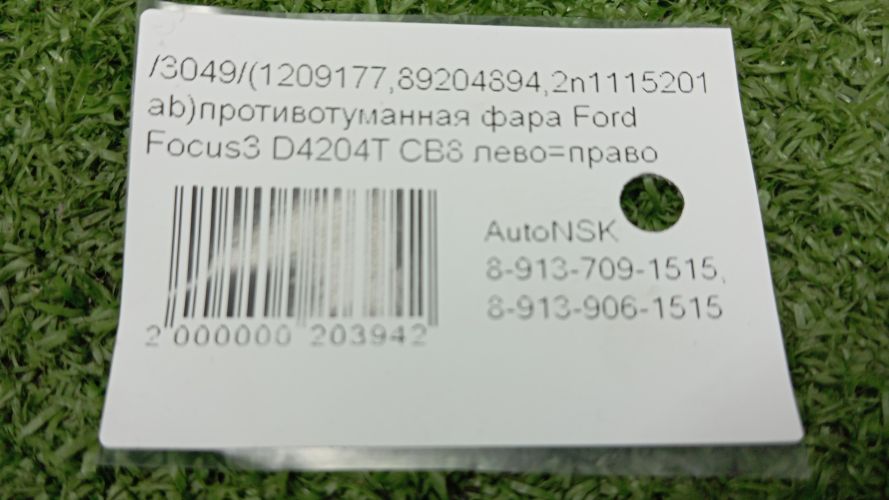 /3049/(1209177,89204894,2n1115201
ab)противотуманная фара Ford
Focus3 D4204T CB8 лево=право
AutoNSK
8-913-709-1515,
8-913-906-1515
2 000000 203942